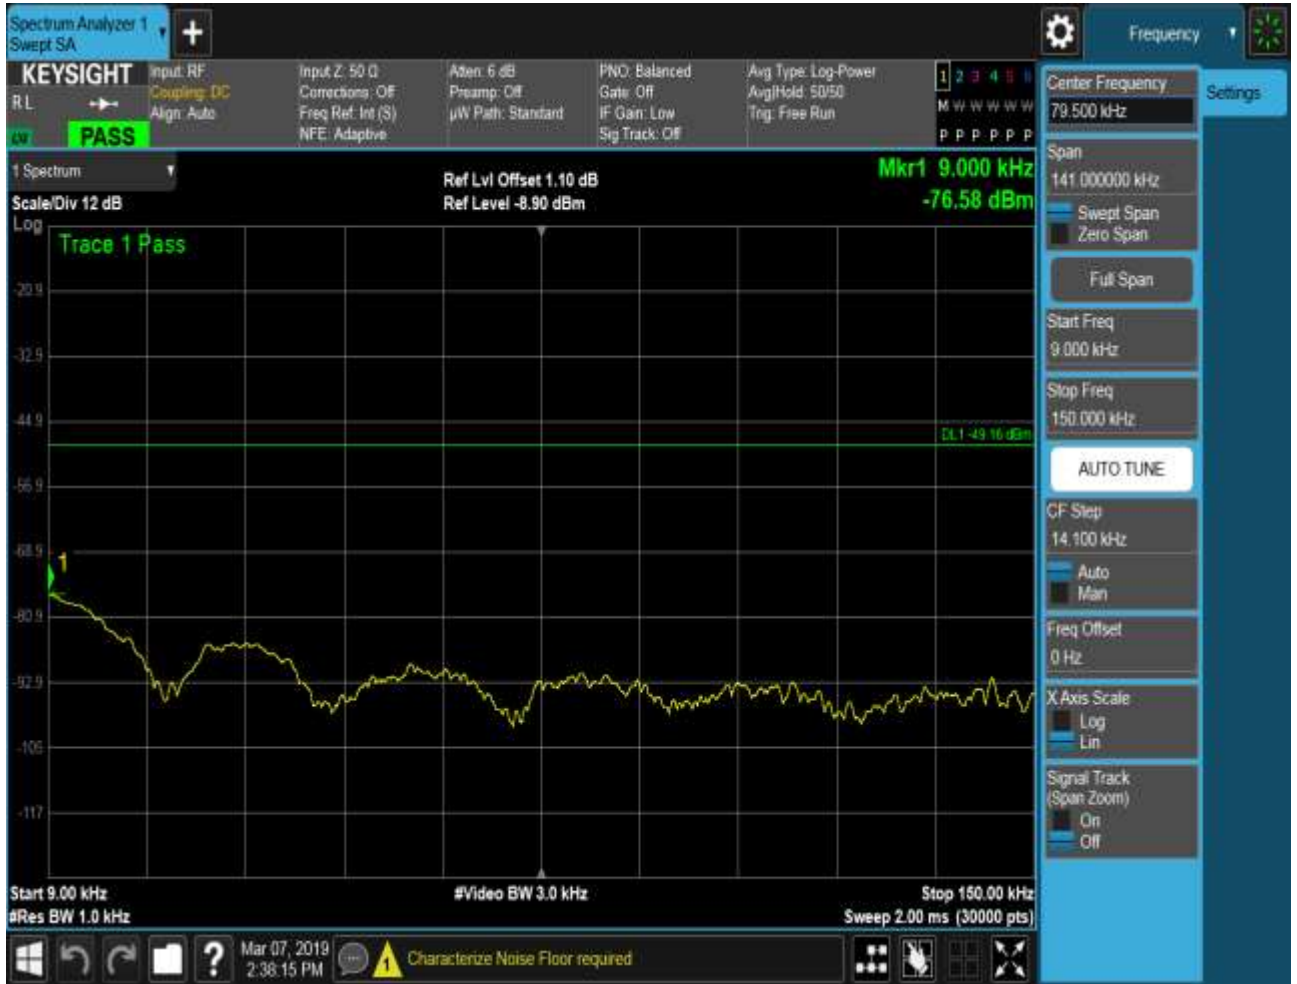 Spectrum Analyzer 1
Swept SA
Frequency
KEYSIGHT
R L
PASS
Input: RF
Coupling: DC
Align: Auto
Input Z: 50 Ω
Corrections: Off
Freq Ref: Int (S)
NFE: Adaptive
Atten: 6 dB
Preamp: Off
µW Path: Standard
PNO: Balanced
Gate: Off
IF Gain: Low
Sig Track: Off
Avg Type: Log-Power
Avg|Hold: 50/50
Trig: Free Run
1 2 3 4 5 6
M W W W W W
P P P P P P
1 Spectrum
Scale/Div 12 dB
Ref Lvl Offset 1.10 dB
Ref Level -8.90 dBm
Mkr1 9.000 kHz
-76.58 dBm
Log
Trace 1 Pass
-20.9
-32.9
-44.9
DL1 -49.16 dBm
-56.9
-68.9
1
-80.9
-92.9
-105
-117
Start 9.00 kHz
#Video BW 3.0 kHz
Stop 150.00 kHz
#Res BW 1.0 kHz
Sweep 2.00 ms (30000 pts)
Center Frequency
79.500 kHz
Settings
Span
141.000000 kHz
Swept Span
Zero Span
Full Span
Start Freq
9.000 kHz
Stop Freq
150.000 kHz
AUTO TUNE
CF Step
14.100 kHz
Auto
Man
Freq Offset
0 Hz
X Axis Scale
Log
Lin
Signal Track
(Span Zoom)
On
Off
?
Mar 07, 2019
2:38:15 PM
1
Characterize Noise Floor required